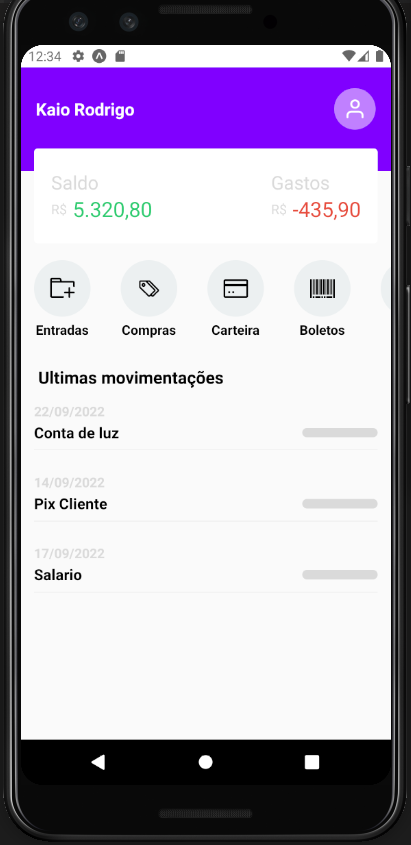 12:34
Kaio Rodrigo
Saldo Gastos
R$ 5.320,80 R$ -435,90
Entradas Compras Carteira Boletos
Ultimas movimentações
22/09/2022
Conta de luz
14/09/2022
Pix Cliente
17/09/2022
Salario